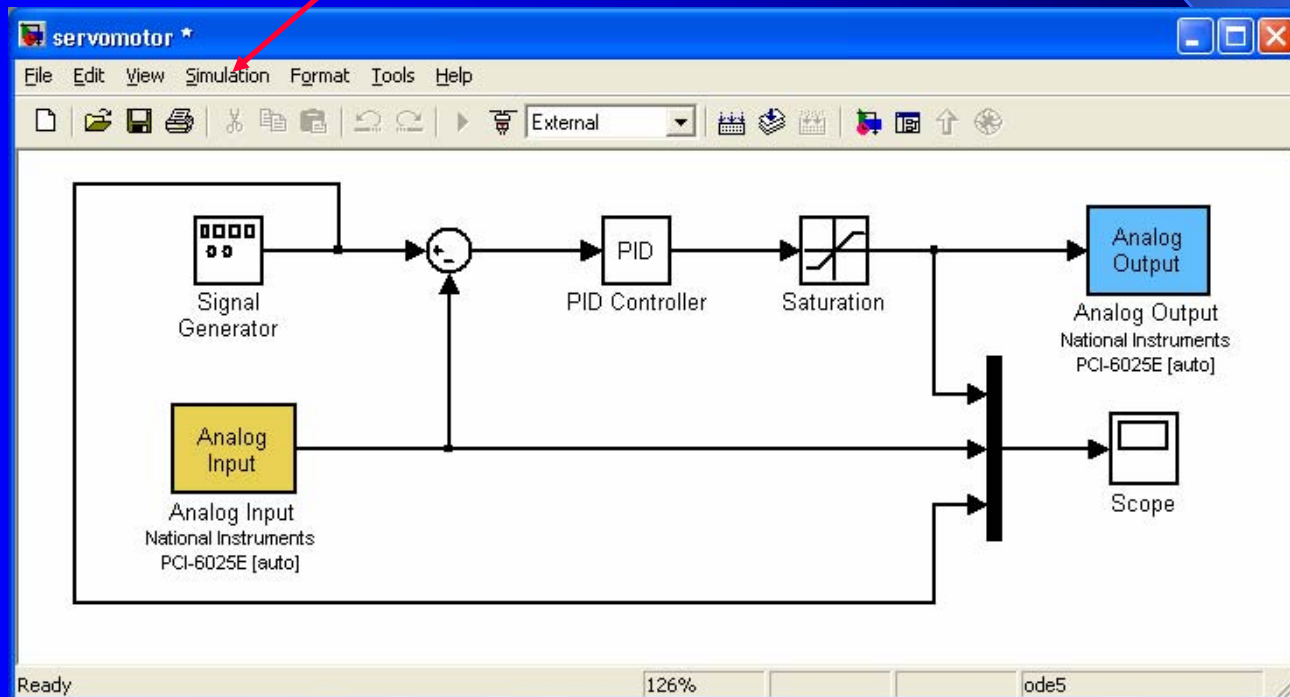 servomotor *
File Edit View Simulation Format Tools Help
External
Signal
Generator
+
-
PID
PID Controller
Saturation
Analog
Output
Analog Output
National Instruments
PCI-6025E [auto]
Analog
Input
Analog Input
National Instruments
PCI-6025E [auto]
Scope
Ready 126% ode5